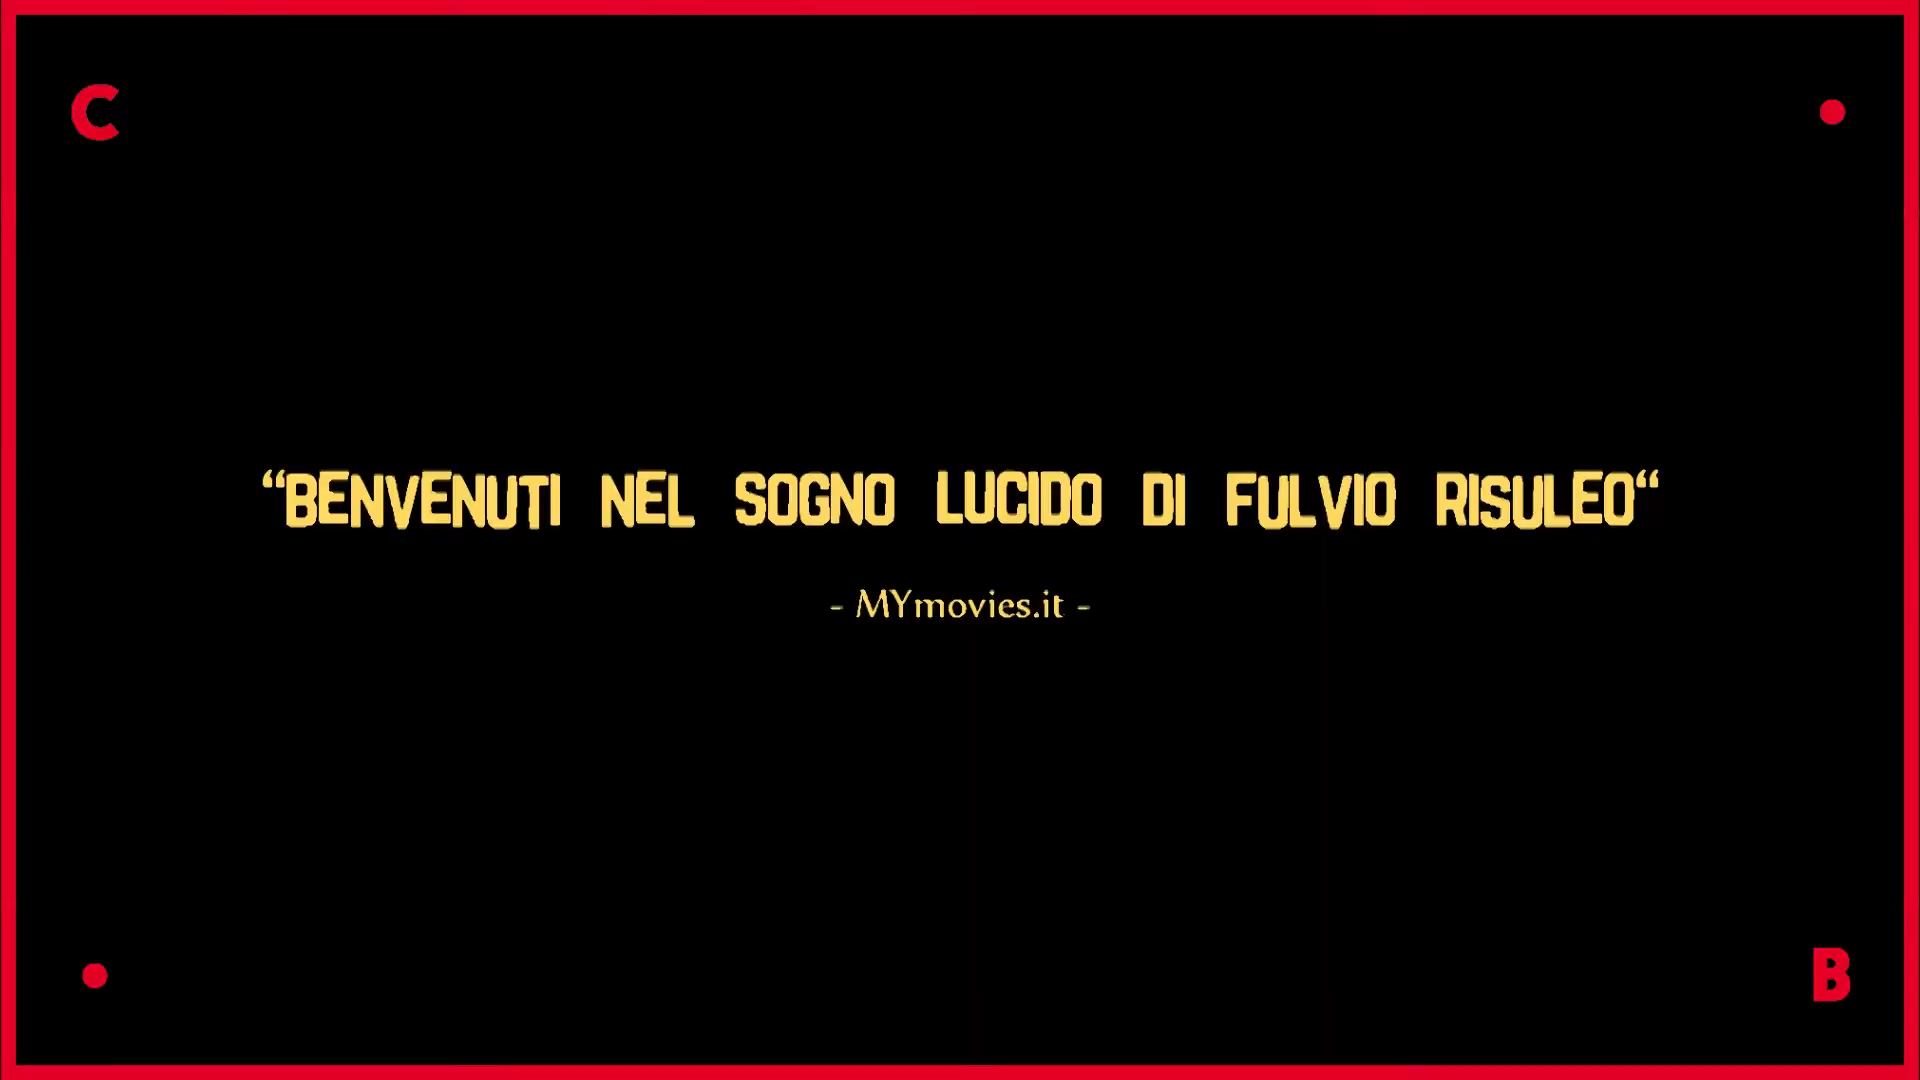 C
“BENVENUTI NEL SOGNO LUCIDO DI FULVIO RISULEO“
- MYmovies.it -
B